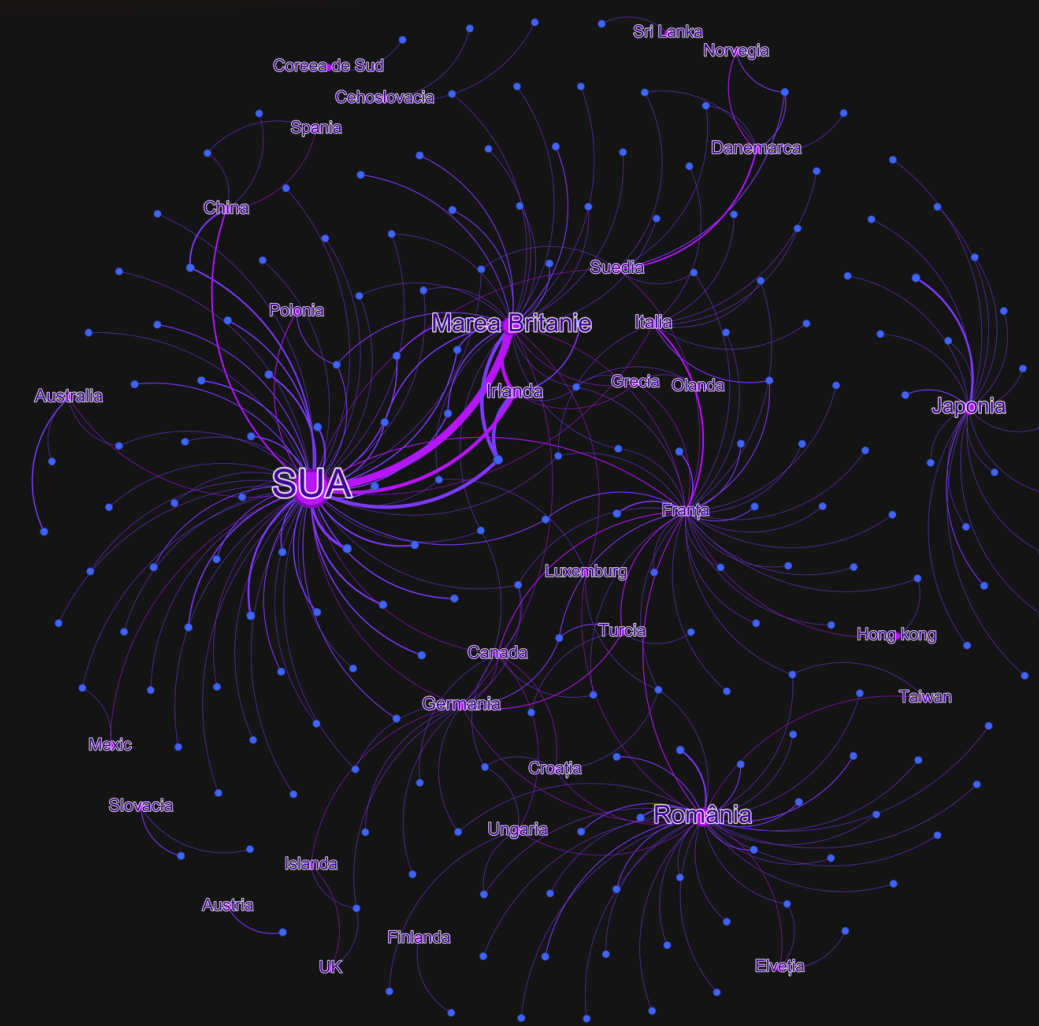 Sri Lanka
Norvegia
Coreea de Sud
Cehoslovacia
Spania
Danemarca
China
Suedia
Polonia
Marea Britanie
Italia
Irlanda
Grecia
Olanda
Australia
Japonia
SUA
Franța
Luxemburg
Turcia
Hong kong
Canada
Germania
Taiwan
Mexic
Croația
Slovacia
România
Ungaria
Islanda
Austria
Finlanda
UK
Elveția